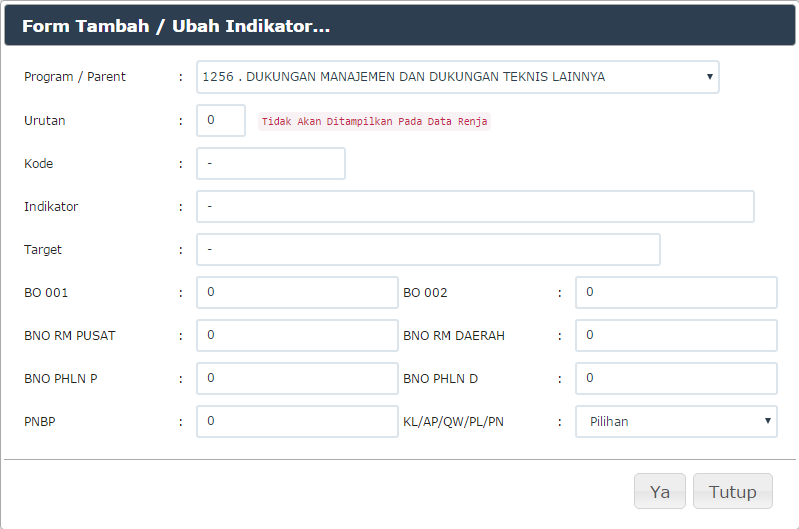 Form Tambah / Ubah Indikator...
Program / Parent : 1256 . DUKUNGAN MANAJEMEN DAN DUKUNGAN TEKNIS LAINNYA
Urutan : 0 Tidak Akan Ditampilkan Pada Data Renja
Kode : -
Indikator : -
Target : -
BO 001 : 0 BO 002 : 0
BNO RM PUSAT : 0 BNO RM DAERAH : 0
BNO PHLN P : 0 BNO PHLN D : 0
PNBP : 0 KL/AP/QW/PL/PN : Pilihan
Ya Tutup